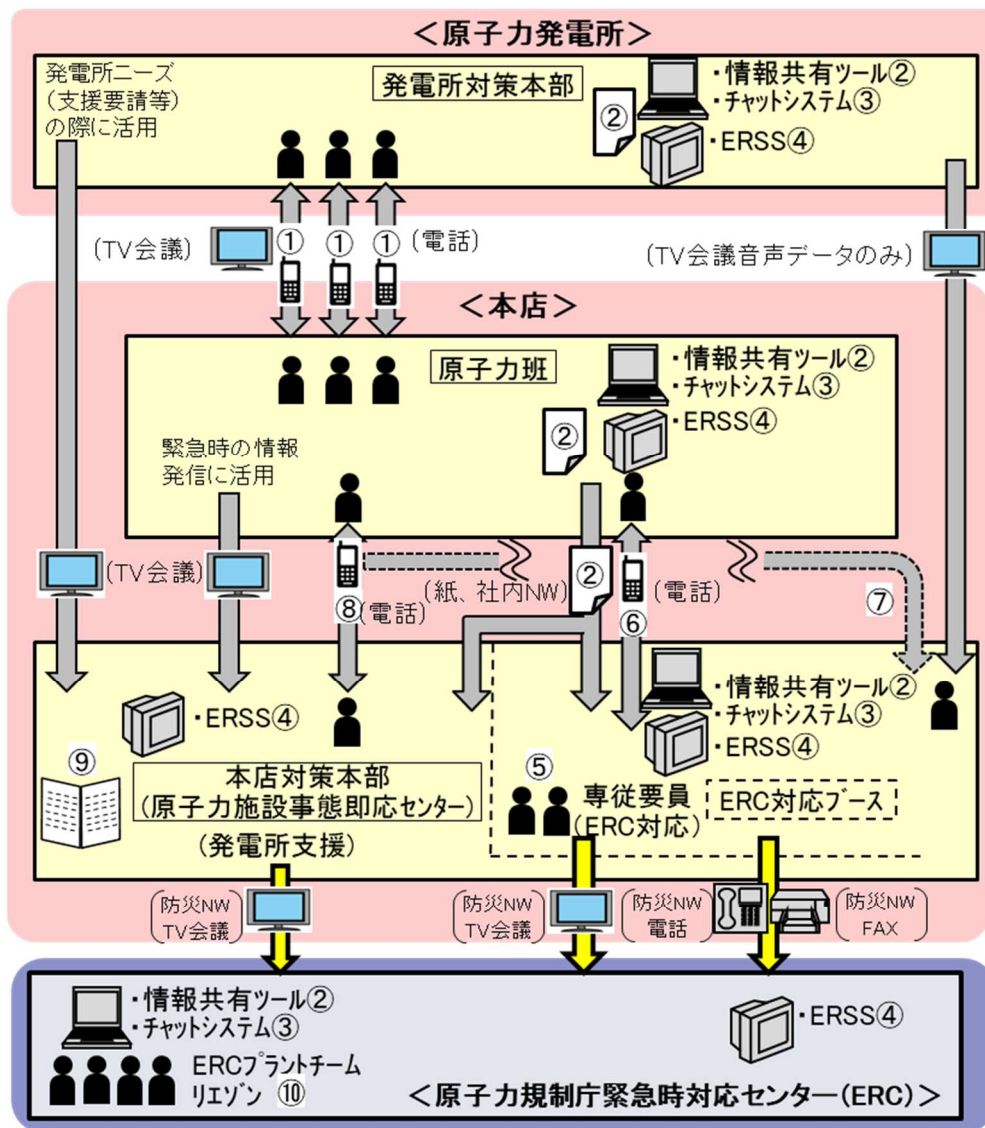 ＜原子力発電所＞
発電所ニーズ
(支援要請等)
の際に活用
発電所対策本部
②
・情報共有ツール②
・チャットシステム③
・ERSS④
(TV会議)
① ① ①
(電話)
(TV会議音声データのみ)
＜本店＞
原子力班
②
・情報共有ツール②
・チャットシステム③
・ERSS④
緊急時の情報
発信に活用
(TV会議)
⑧
(電話)
(紙、社内NW)
②
⑥
(電話)
⑦
・ERSS④
⑨
本店対策本部
(原子力施設事態即応センター)
(発電所支援)
・情報共有ツール②
・チャットシステム③
・ERSS④
⑤
専従要員
(ERC対応)
ERC対応ブース
防災NW
TV会議
防災NW
TV会議
防災NW
電話
防災NW
FAX
・情報共有ツール②
・チャットシステム③
ERCプラントチーム
リエゾン ⑩
・ERSS④
＜原子力規制庁緊急時対応センター(ERC)＞